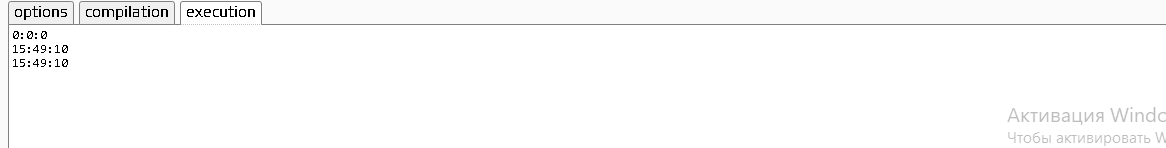 options compilation execution
0:0:0
15:49:10
15:49:10
Активация Windo
Чтобы активировать W